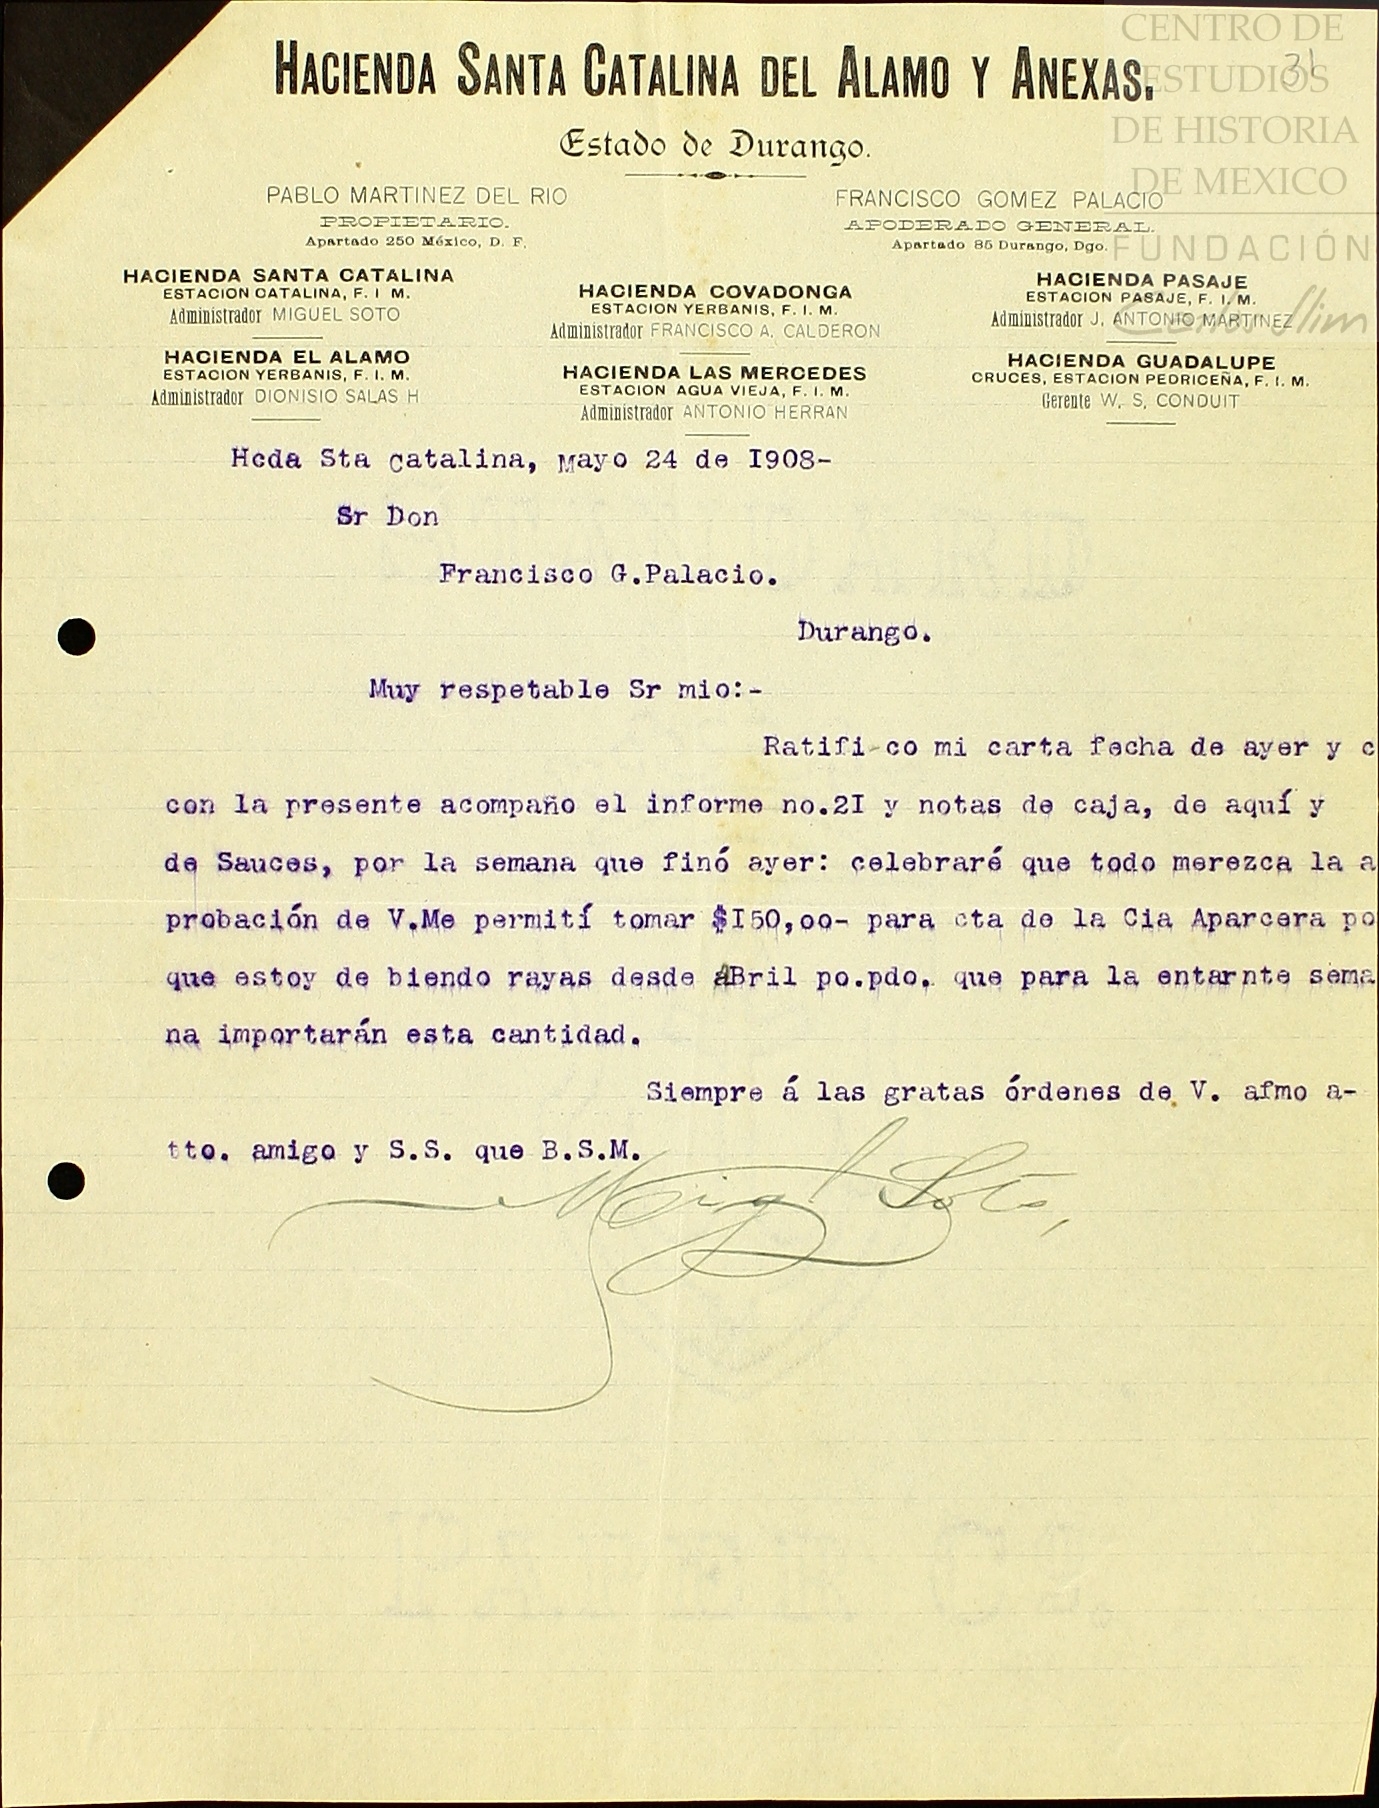 CENTRO DE
ESTUDIOS
DE HISTORIA
DE MEXICO
FUNDACIÓN
Carlos Slim
31
HACIENDA SANTA CATALINA DEL ALAMO Y ANEXAS.
Estado de Durango.
PABLO MARTINEZ DEL RIO
PROPIETARIO.
Apartado 250 México, D. F.
FRANCISCO GOMEZ PALACIO
APODERADO GENERAL.
Apartado 85 Durango, Dgo.
HACIENDA SANTA CATALINA
ESTACION CATALINA, F. I M.
Administrador MIGUEL SOTO
HACIENDA EL ALAMO
ESTACION YERBANIS, F. I. M.
Administrador DIONISIO SALAS H
HACIENDA COVADONGA
ESTACION YERBANIS, F. I. M.
Administrador FRANCISCO A. CALDERON
HACIENDA LAS MERCEDES
ESTACION AGUA VIEJA, F. I. M.
Administrador ANTONIO HERRAN
HACIENDA PASAJE
ESTACION PASAJE, F. I. M.
Administrador J. ANTONIO MARTINEZ
HACIENDA GUADALUPE
CRUCES, ESTACION PEDRICEÑA, F. I. M.
Gerente W. S. CONDUIT
Hcda Sta Catalina, Mayo 24 de I908-
Sr Don
Francisco G.Palacio.
Durango.
Muy respetable Sr mio:-
Ratifi-co mi carta fecha de ayer y c
con la presente acompaño el informe no.2I y notas de caja, de aquí y
de Sauces, por la semana que finó ayer: celebraré que todo merezca la a
probación de V.Me permití tomar $I50,oo- para cta de la Cia Aparcera po
que estoy de biendo rayas desde aBril po.pdo. que para la entarnte sema
na importarán esta cantidad.
Siempre á las gratas órdenes de V. afmo a-
tto. amigo y S.S. que B.S.M.
Migl Soto,